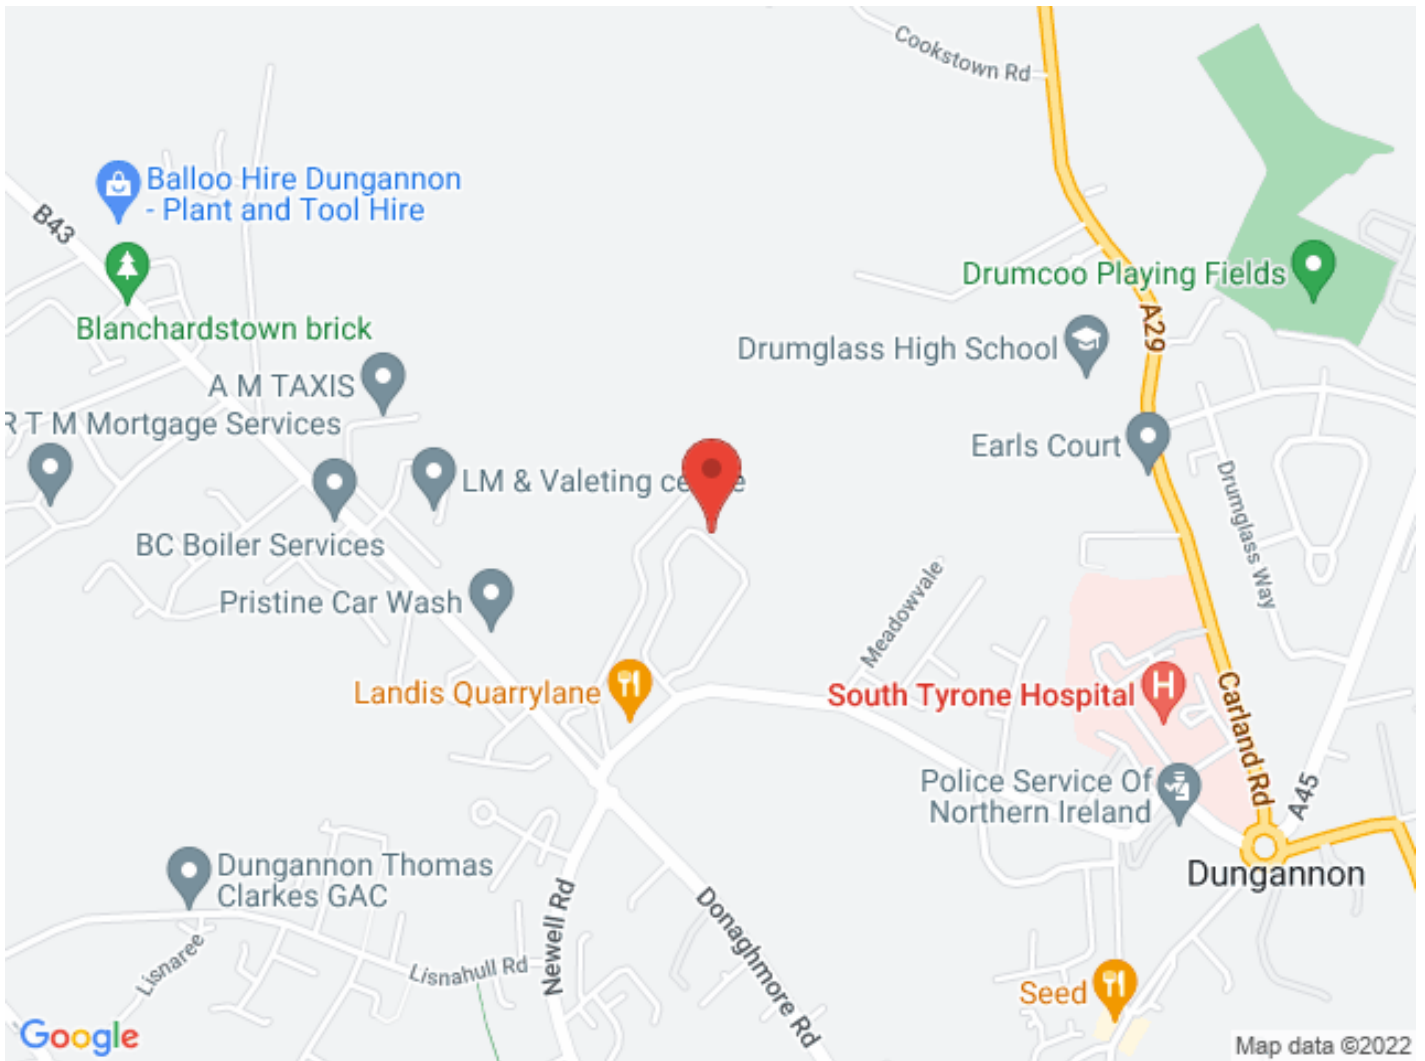 Cookstown Rd
B43
Balloo Hire Dungannon
- Plant and Tool Hire
Drumcoo Playing Fields
Blanchardstown brick
A29
Drumglass High School
A M TAXIS
R T M Mortgage Services
Earls Court
LM & Valeting
BC Boiler Services
Drumglass Way
Pristine Car Wash
Meadowvale
Landis Quarrylane
South Tyrone Hospital
H
Carland Rd
Police Service Of
Northern Ireland
A45
Dungannon Thomas
Clarkes GAC
Dungannon
Newell Rd
Donaghmore Rd
Lisnaree
Lisnahull Rd
Seed
Google
Map data ©2022